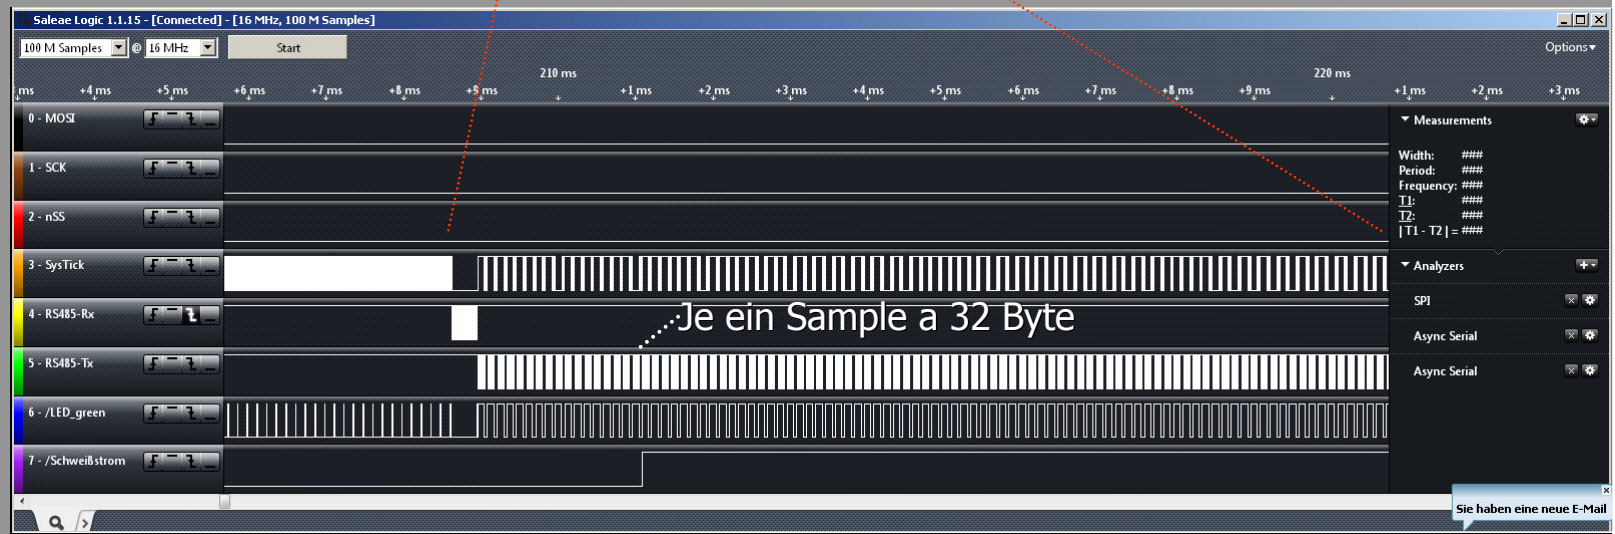 Saleae Logic 1.1.15 - [Connected] - [16 MHz, 100 M Samples]
100 M Samples @ 16 MHz Start Options
210 ms 220 ms
ms +4 ms +5 ms +6 ms +7 ms +8 ms +9 ms +1 ms +2 ms +3 ms +4 ms +5 ms +6 ms +7 ms +8 ms +9 ms +1 ms +2 ms +3 ms
0 - MOSI
1 - SCK
2 - nSS
3 - SysTick
4 - RS485-Rx
5 - RS485-Tx
6 - /LED_green
7 - /Schweißstrom
Je ein Sample a 32 Byte
Measurements
Width: ###
Period: ###
Frequency: ###
T1: ###
T2: ###
| T1 - T2 | = ###
Analyzers
SPI
Async Serial
Async Serial
Sie haben eine neue E-Mail